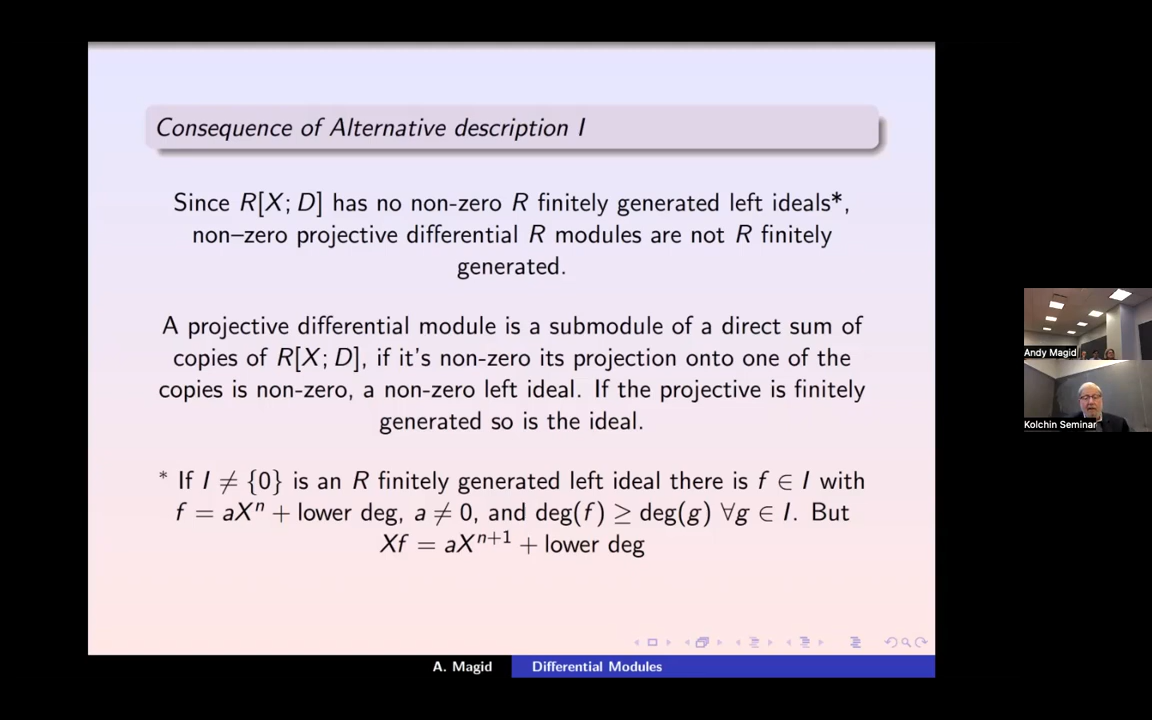 Consequence of Alternative description I
Since R[X; D] has no non-zero R finitely generated left ideals*,
non–zero projective differential R modules are not R finitely
generated.
A projective differential module is a submodule of a direct sum of
copies of R[X; D], if it's non-zero its projection onto one of the
copies is non-zero, a non-zero left ideal. If the projective is finitely
generated so is the ideal.
* If I ≠ {0} is an R finitely generated left ideal there is f ∈ I with
f = aXⁿ + lower deg, a ≠ 0, and deg(f) ≥ deg(g) ∀g ∈ I. But
Xf = aXⁿ⁺¹ + lower deg
A. Magid Differential Modules
Andy Magid
Kolchin Seminar